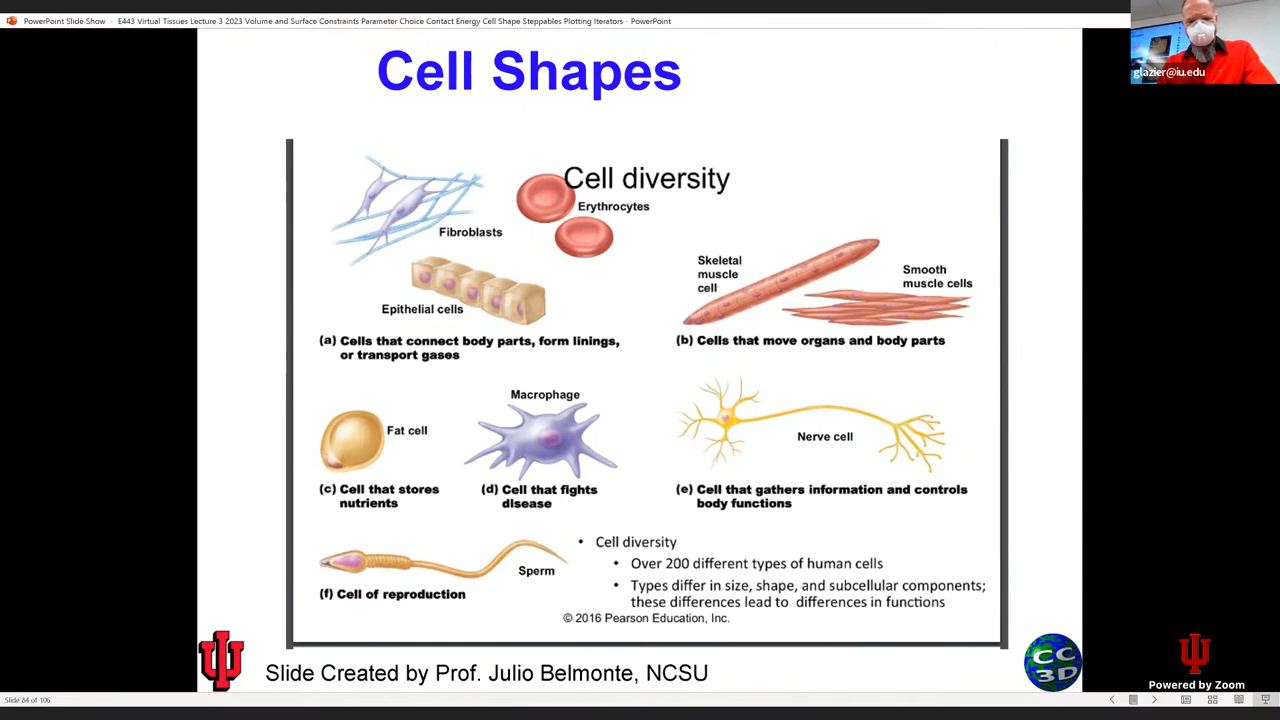 PowerPoint Slide Show - E443 Virtual Tissues Lecture 3 2023 Volume and Surface Constraints Parameter Choice Contact Energy Cell Shape Steppables Plotting Iterators - PowerPoint
glazier@iu.edu
Cell Shapes
Cell diversity
Erythrocytes
Fibroblasts
Epithelial cells
(a) Cells that connect body parts, form linings,
or transport gases
Skeletal
muscle
cell
Smooth
muscle cells
(b) Cells that move organs and body parts
Fat cell
(c) Cell that stores
nutrients
Macrophage
(d) Cell that fights
disease
Nerve cell
(e) Cell that gathers information and controls
body functions
Sperm
(f) Cell of reproduction
• Cell diversity
• Over 200 different types of human cells
• Types differ in size, shape, and subcellular components;
these differences lead to differences in functions
© 2016 Pearson Education, Inc.
Slide Created by Prof. Julio Belmonte, NCSU
CC
3D
Powered by Zoom
Slide 84 of 106